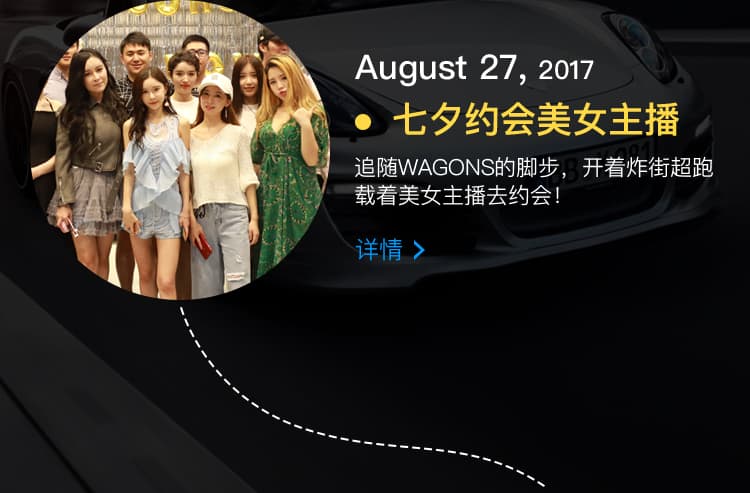 August 27, 2017
七夕约会美女主播
追随WAGONS的脚步，开着炸街超跑
载着美女主播去约会！
详情 >